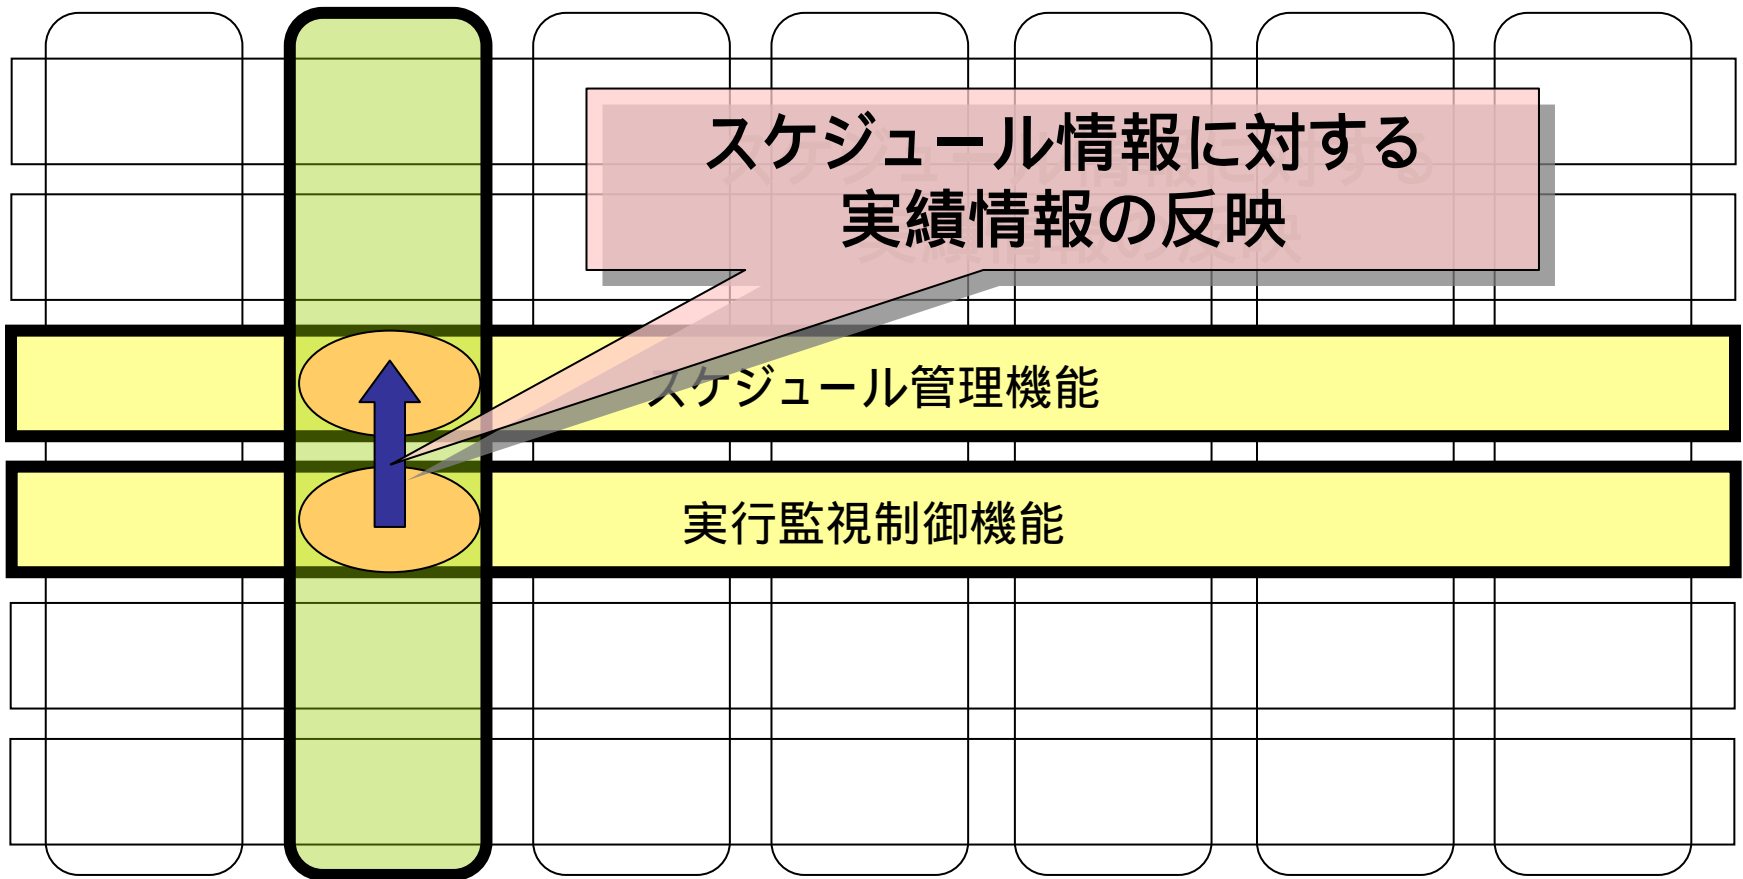 スケジュール情報に対する
実績情報の反映
スケジュール管理機能
実行監視制御機能